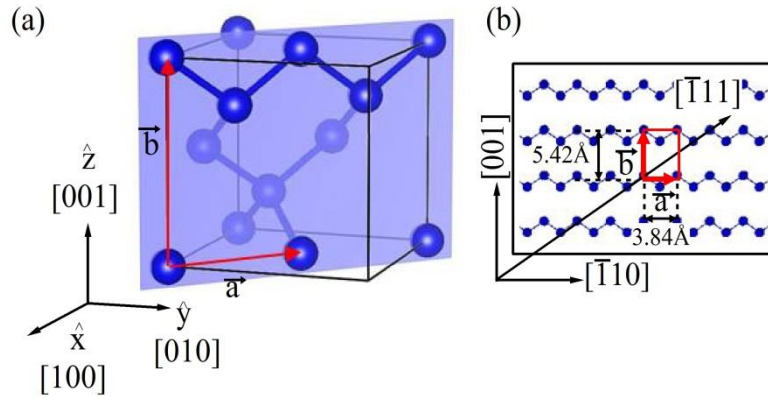 (a)
(b)
b⃗
a⃗
ẑ
[001]
x̂
[100]
ŷ
[010]
[001]
[1̅11]
5.42Å
b⃗
a⃗
3.84Å
[1̅10]